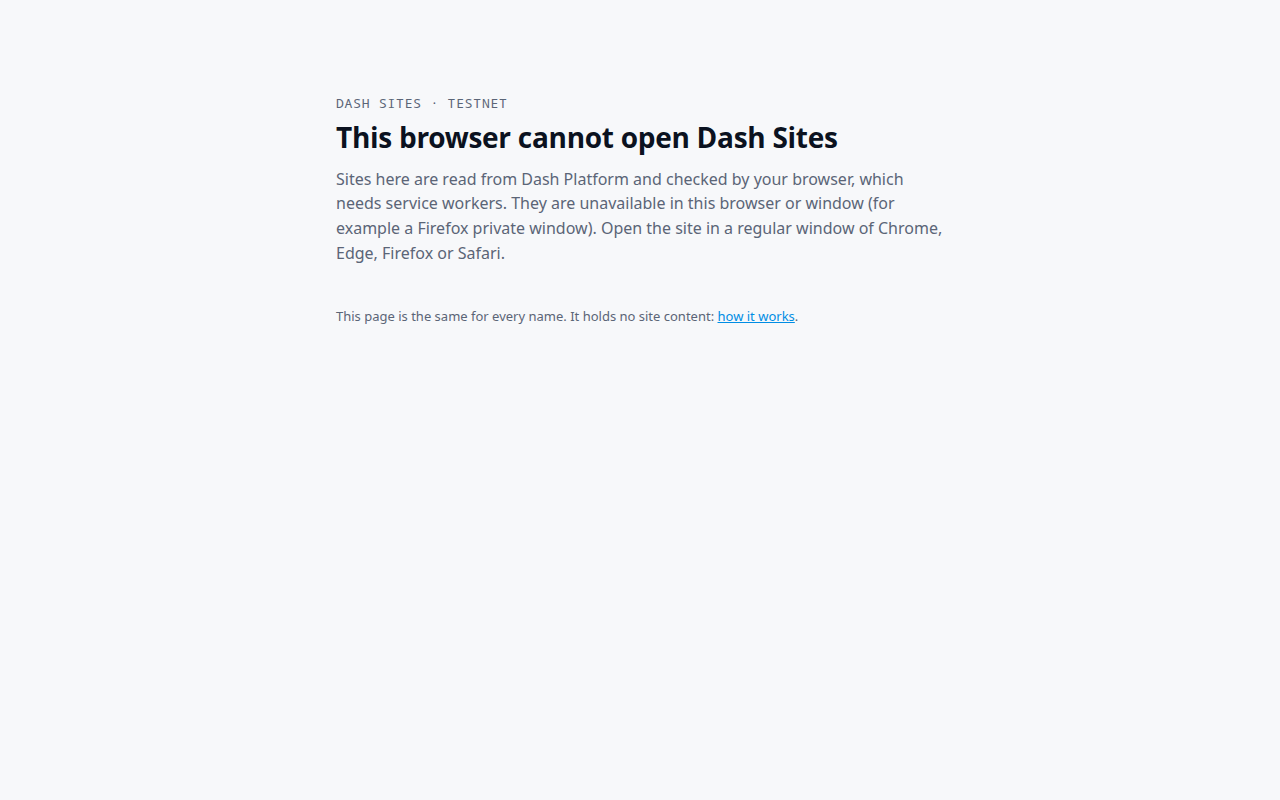 DASH SITES · TESTNET
This browser cannot open Dash Sites
Sites here are read from Dash Platform and checked by your browser, which
needs service workers. They are unavailable in this browser or window (for
example a Firefox private window). Open the site in a regular window of Chrome,
Edge, Firefox or Safari.
This page is the same for every name. It holds no site content: how it works.